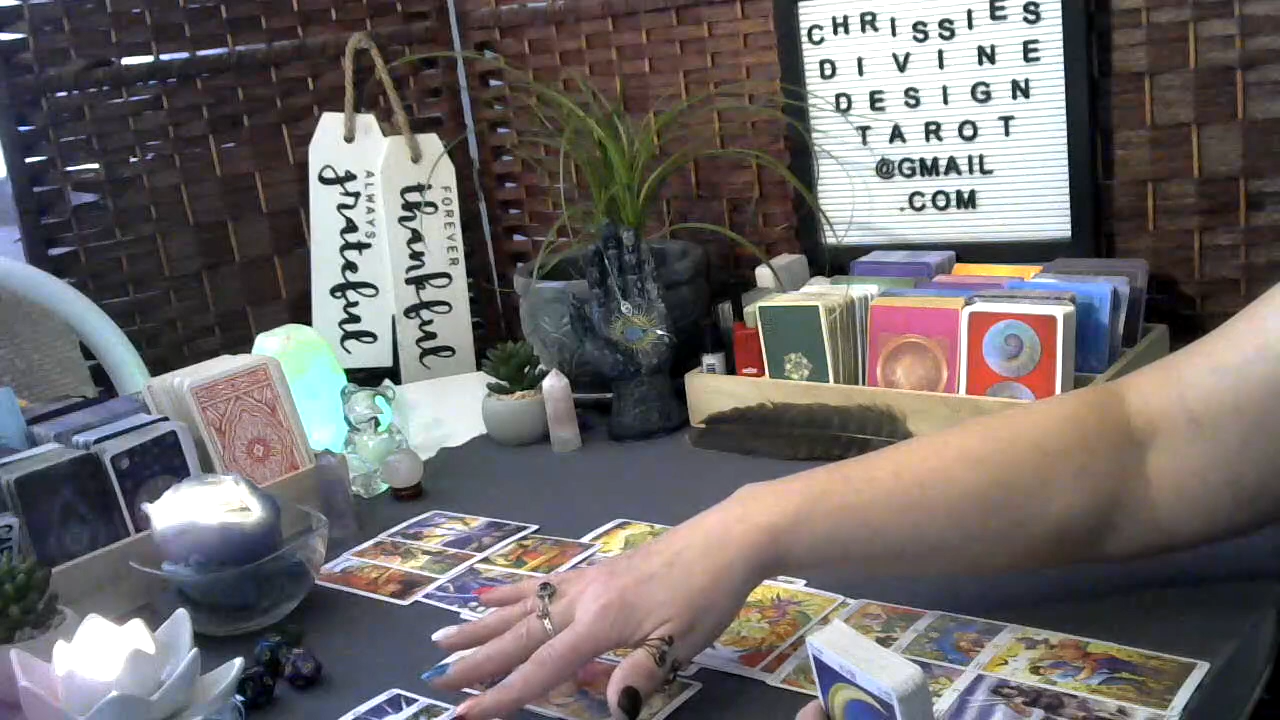 CHRISSIES
DIVINE
DESIGN
TAROT
@GMAIL
.COM
ALWAYS
grateful
FOREVER
thankful